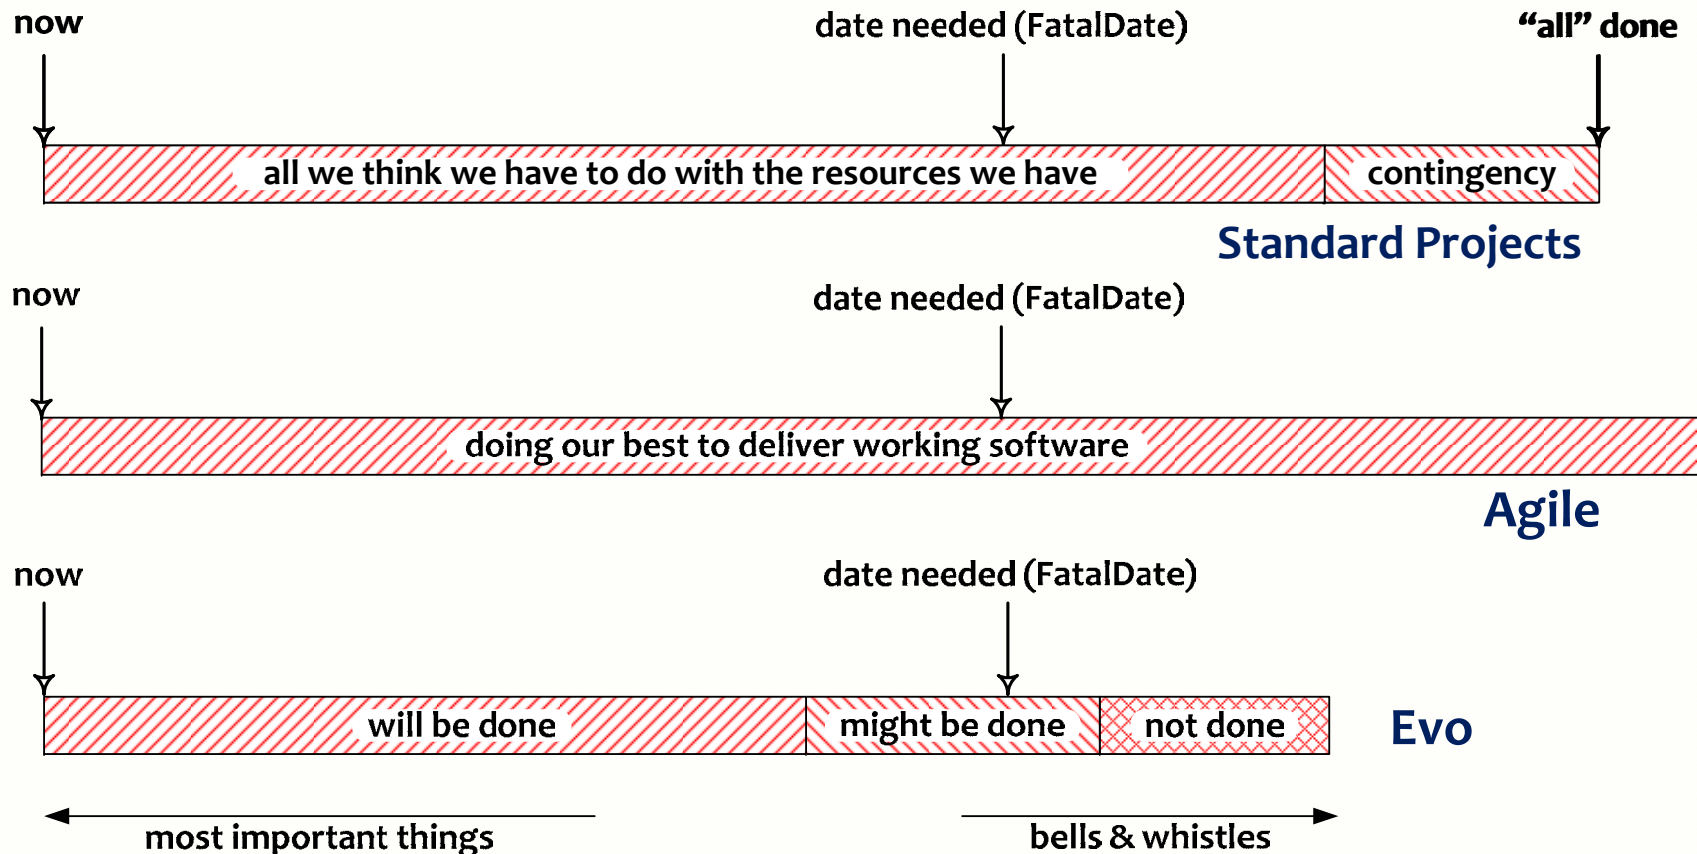 now
date needed (FatalDate)
“all” done
all we think we have to do with the resources we have
contingency
Standard Projects
now
date needed (FatalDate)
doing our best to deliver working software
Agile
now
date needed (FatalDate)
will be done
might be done
not done
Evo
most important things
bells & whistles